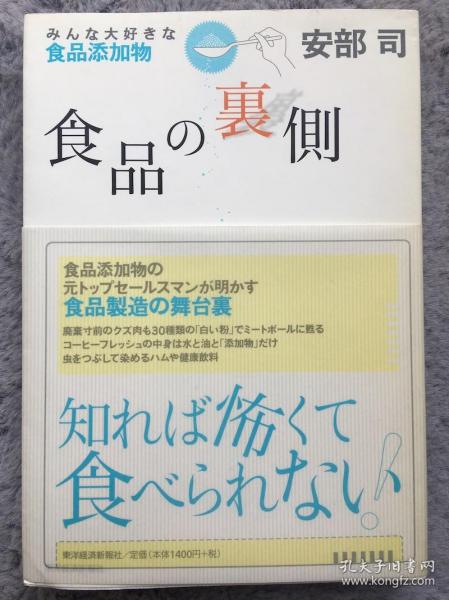 みんな大好きな
食品添加物
安部 司
食品の裏側
食品添加物の
元トップセールスマンが明かす
食品製造の舞台裏
廃棄寸前のクズ肉も30種類の「白い粉」でミートボールに甦る
コーヒーフレッシュの中身は水と油と「添加物」だけ
虫をつぶして染めるハムや健康飲料
知れば怖くて
食べられない!
東洋経済新報社/定価(本体1400円+税)
孔夫子旧书网
kongfz.com